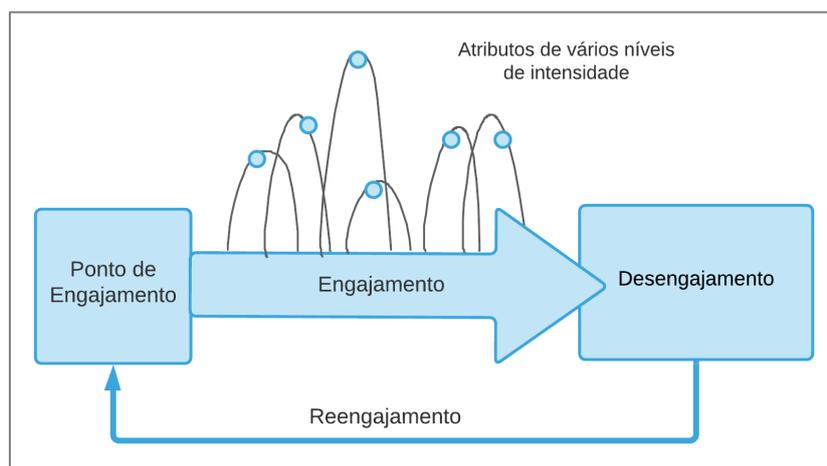 Atributos de vários níveis
de intensidade
Ponto de
Engajamento
Engajamento
Desengajamento
Reengajamento